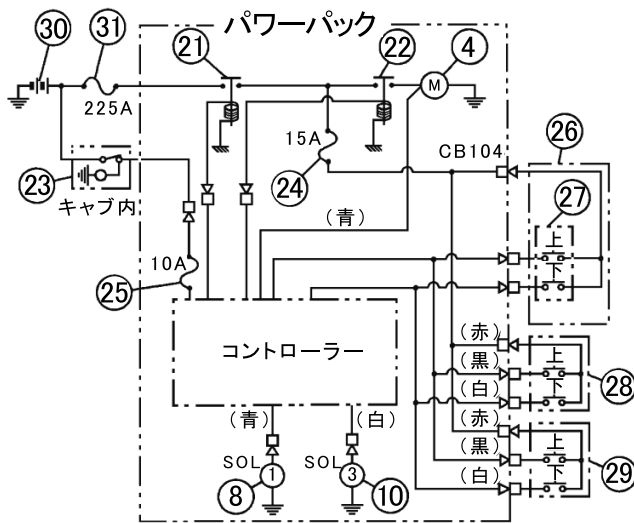 パワーパック
30
31
21
22
4
M
225A
15A
CB104
26
23
24
27
キャブ内
(青)
上
下
10A
25
コントローラー
(赤)
(黒)
上
(白)
下
28
(青)
(白)
(赤)
(黒)
上
(白)
下
29
SOL
1
SOL
3
8
10